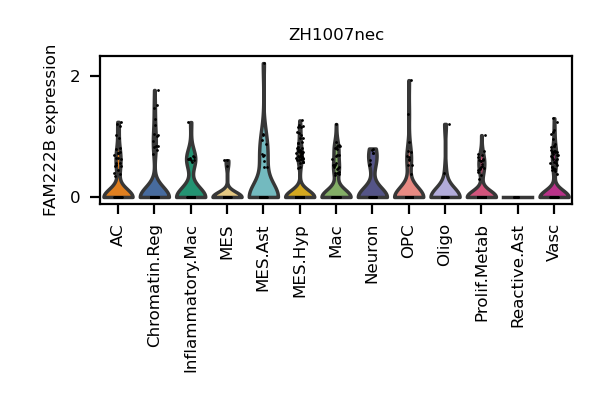 ZH1007nec
FAM222B expression
2
0
AC
Chromatin.Reg
Inflammatory.Mac
MES
MES.Ast
MES.Hyp
Mac
Neuron
OPC
Oligo
Prolif.Metab
Reactive.Ast
Vasc